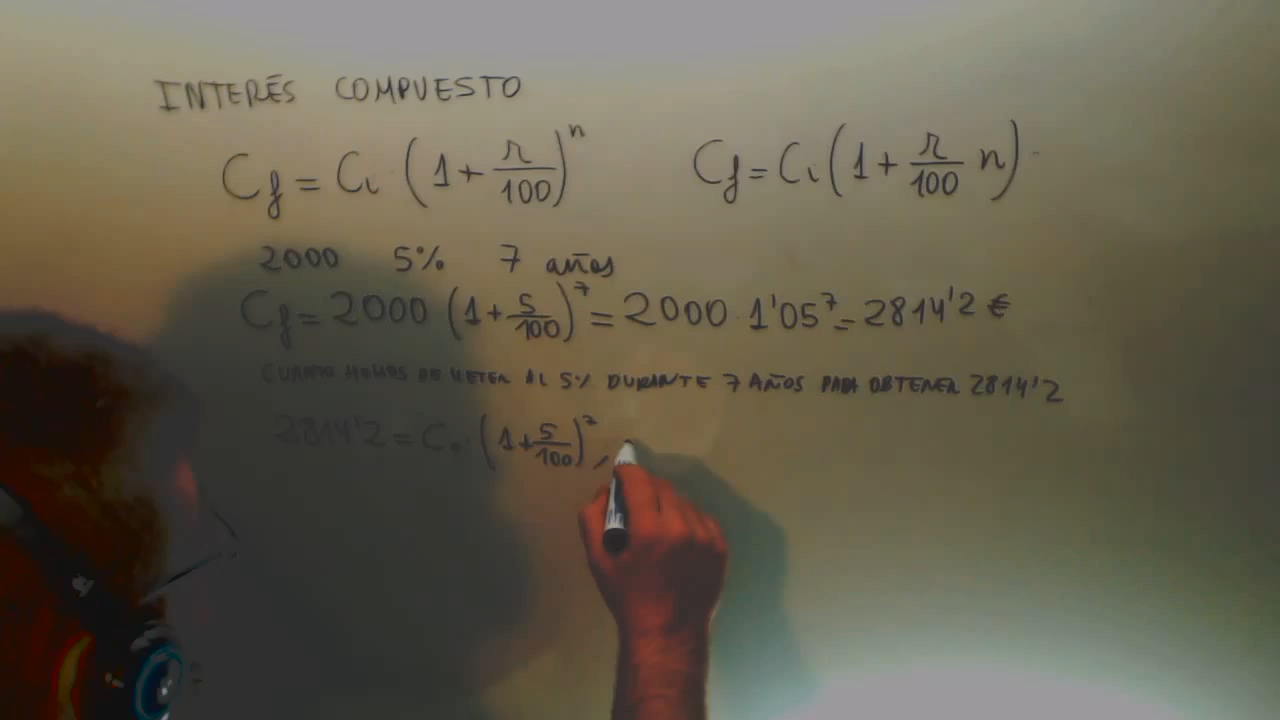 INTERÉS COMPUESTO
Cf = Ci (1 + r/100)^n    Cf = Ci (1 + r/100 n)
2000 5% 7 años
Cf = 2000 (1 + 5/100)^7 = 2000 · 1'05^7 = 2814'2 €
CUANTO HEMOS DE METER AL 5% DURANTE 7 AÑOS PARA OBTENER 2814'2
2814'2 = Ci · (1 + 5/100)^7,